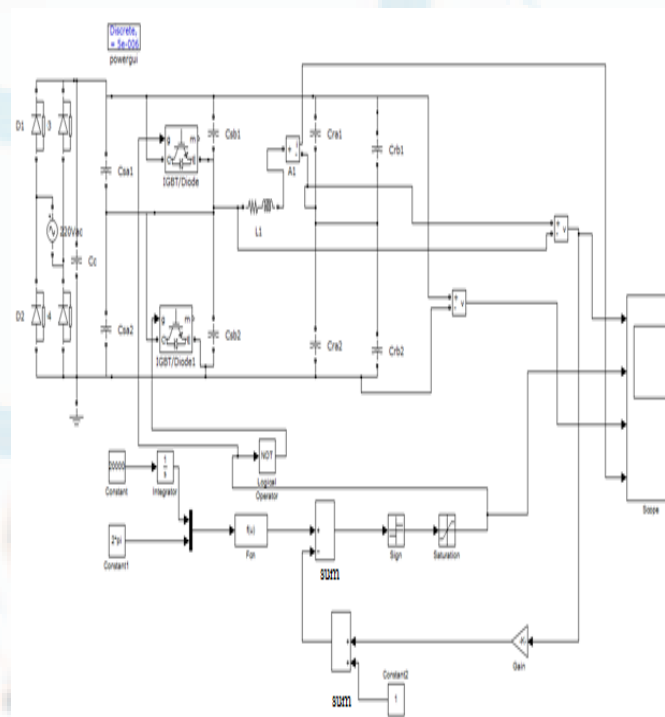 Discrete,
= 5e-006
powergui
D1
3
Csa1
g
m
C
E
IGBT/Diode
Csb1
A1
Cra1
Crb1
220Vac
Cc
L1
v
D2
4
Csa2
g
m
C
E
IGBT/Diode1
Csb2
Cra2
Crb2
v
Scope
20000
Constant
1
s
Integrator
NOT
Logical
Operator
2*pi
Constant1
f(u)
Fcn
sum
Sign
Saturation
sum
Gain
Constant2
1